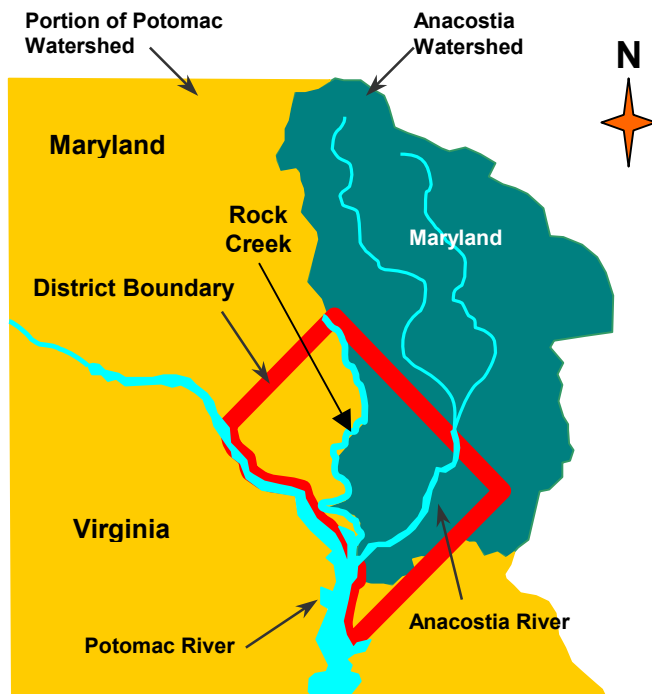 Portion of Potomac
Watershed
Anacostia
Watershed
N
Maryland
Rock
Creek
Maryland
District Boundary
Virginia
Anacostia River
Potomac River